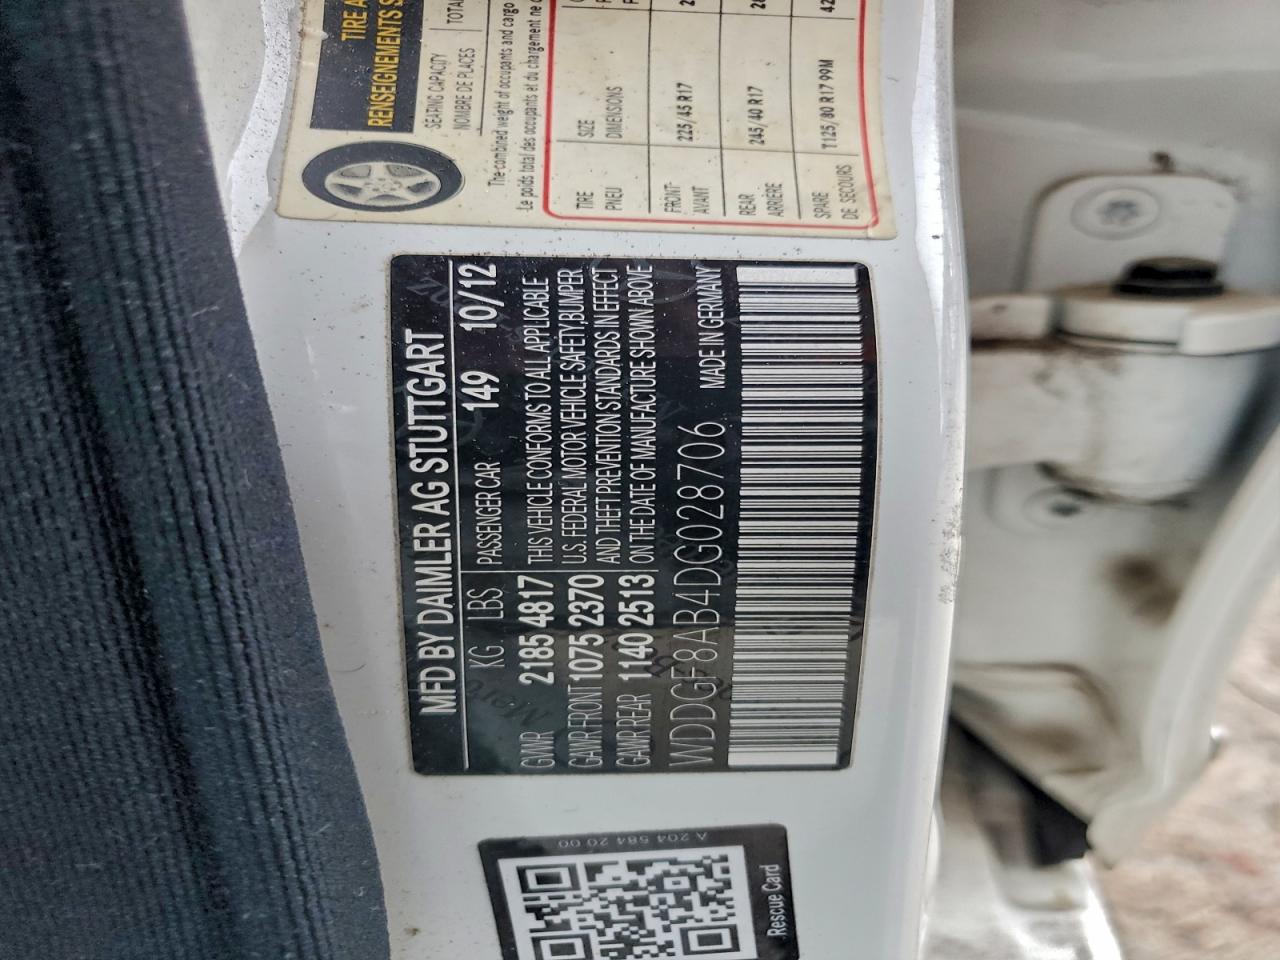 MFD BY DAIMLER AG STUTTGART
KG. LBS PASSENGER CAR 149 10/12
GVWR 2185 4817 THIS VEHICLE CONFORMS TO ALL APPLICABLE
GAWR FRONT 1075 2370 U.S. FEDERAL MOTOR VEHICLE SAFETY, BUMPER
GAWR REAR 1140 2513 AND THEFT PREVENTION STANDARDS IN EFFECT
ON THE DATE OF MANUFACTURE SHOWN ABOVE
WDDGF8AB4DG028706 MADE IN GERMANY
TIRE A
RENSEIGNEMENTS S
SEATING CAPACITY
NOMBRE DE PLACES TOTA
The combined weight of occupants and cargo
Le poids total des occupants et du chargement ne
TIRE SIZE
PNEU DIMENSIONS
FRONT- 225/45 R17
AVANT
REAR 245/40 R17
ARRIÈRE
SPARE T125/80 R17 99M 42
DE SECOURS
A 204 584 20 00
Rescue Card